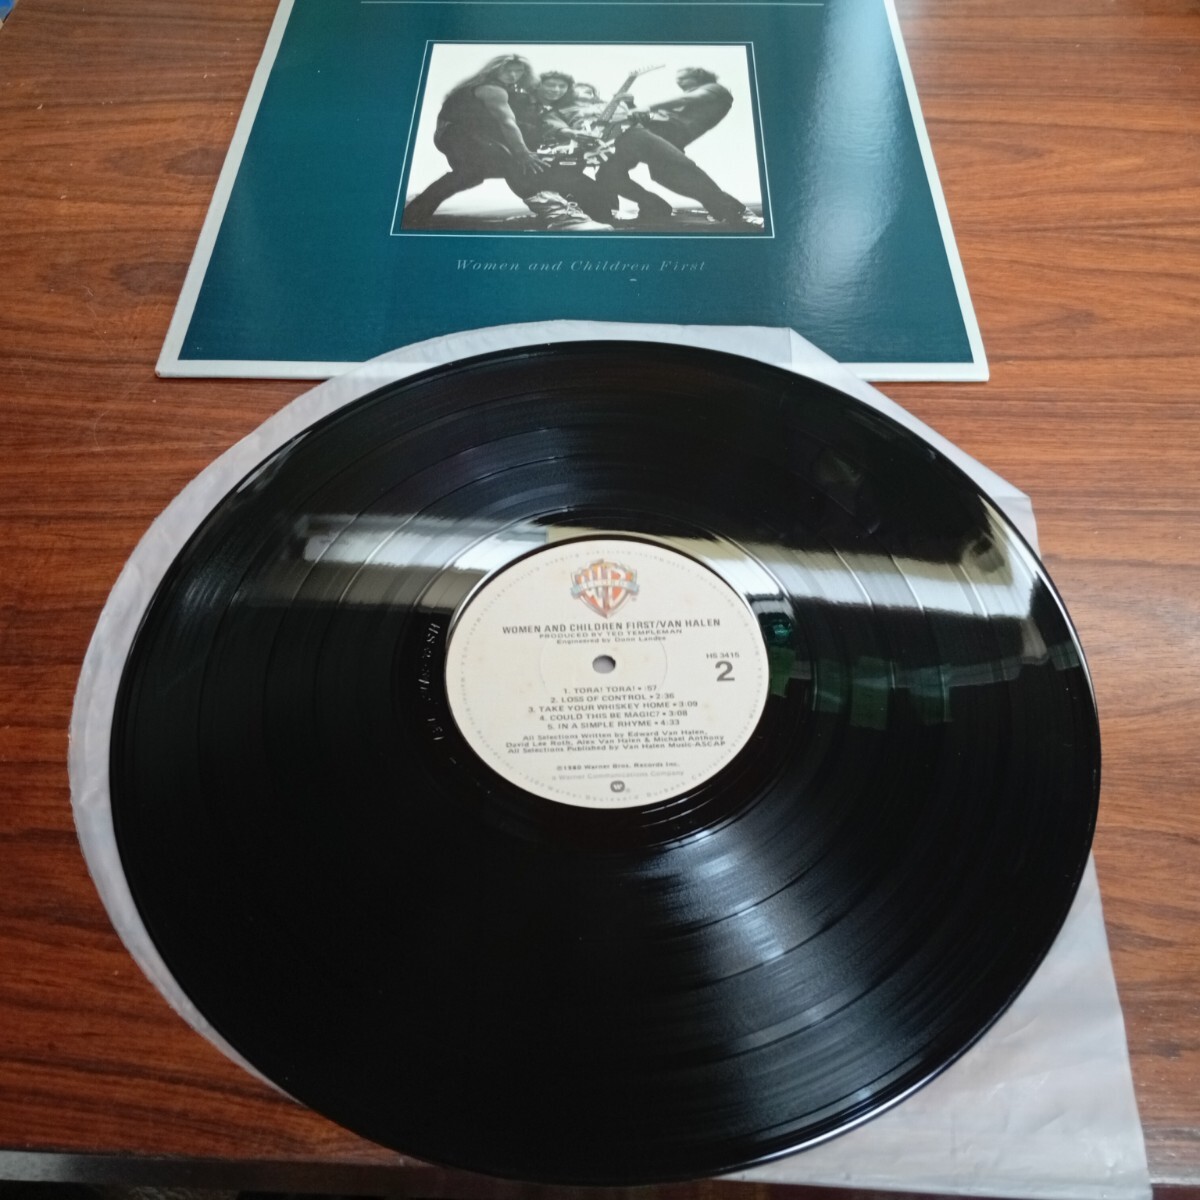 Women and Children First
WOMEN AND CHILDREN FIRST/VAN HALEN
PRODUCED BY TED TEMPLEMAN
Engineered by Donn Landee
HS 3415
2
1. TORA! TORA! • :57
2. LOSS OF CONTROL • 2:36
3. TAKE YOUR WHISKEY HOME • 3:09
4. COULD THIS BE MAGIC? • 3:08
5. IN A SIMPLE RHYME • 4:33
All Selections Written by Edward Van Halen,
David Lee Roth, Alex Van Halen & Michael Anthony
All Selections Published by Van Halen Music-ASCAP
©1980 Warner Bros. Records Inc.
a Warner Communications Company